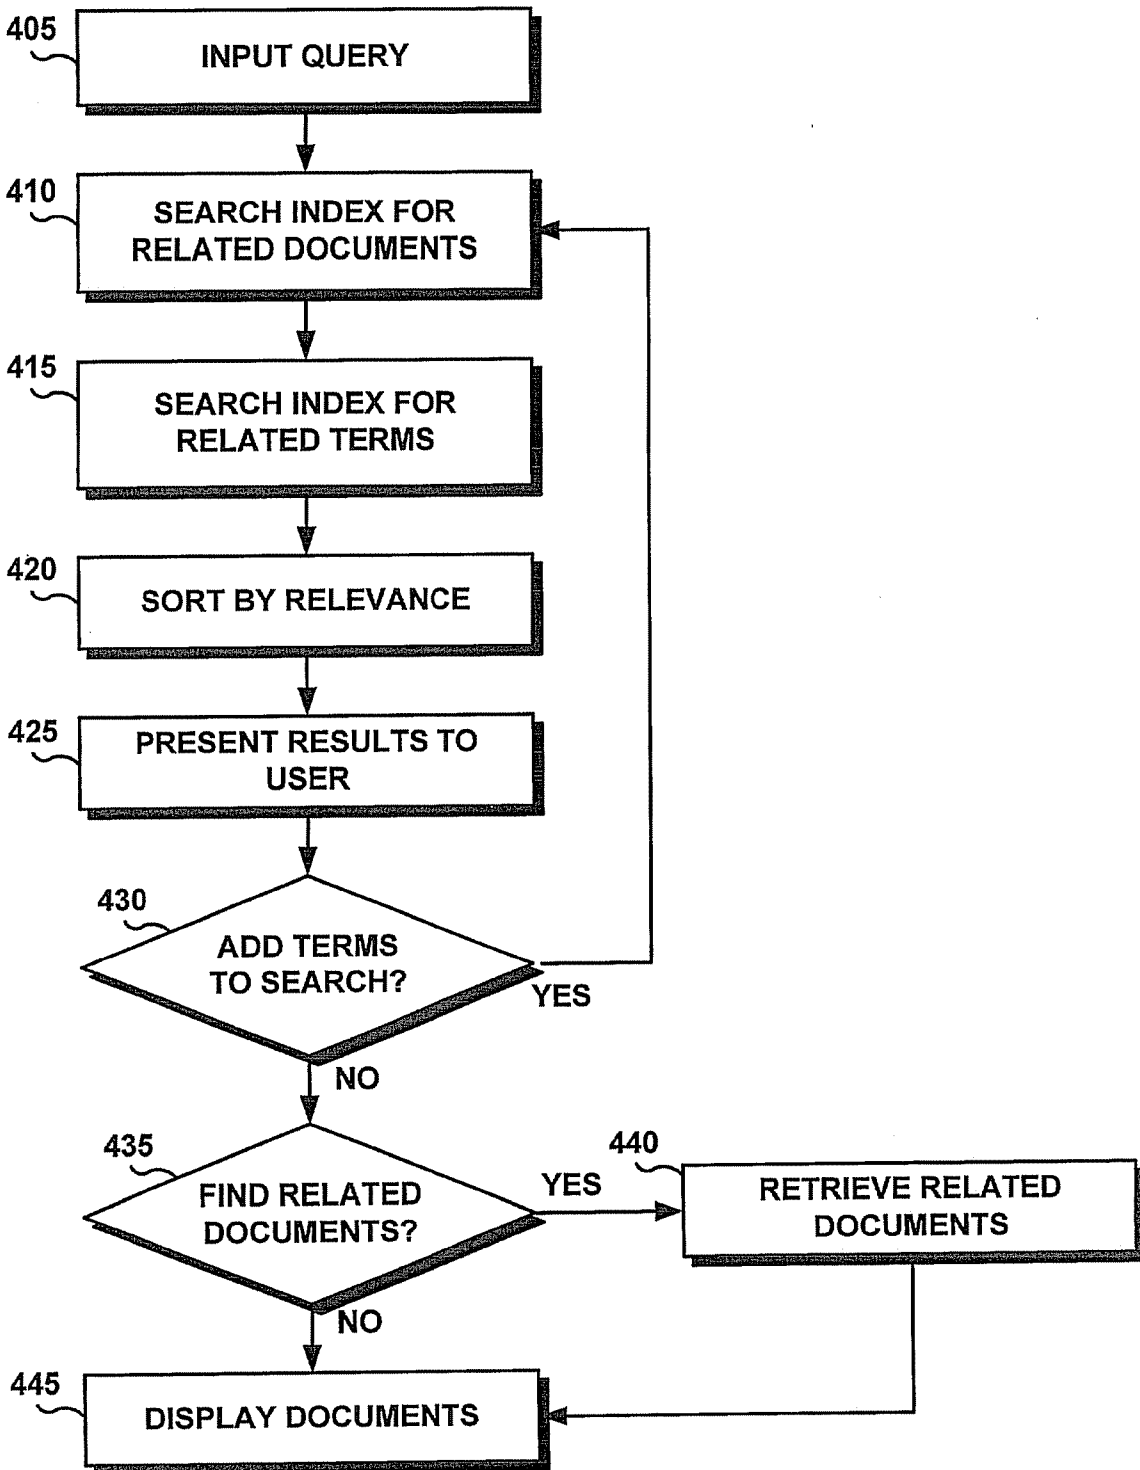 405
INPUT QUERY
410
SEARCH INDEX FOR
RELATED DOCUMENTS
415
SEARCH INDEX FOR
RELATED TERMS
420
SORT BY RELEVANCE
425
PRESENT RESULTS TO
USER
430
ADD TERMS
TO SEARCH?
YES
NO
435
FIND RELATED
DOCUMENTS?
YES
440
RETRIEVE RELATED
DOCUMENTS
NO
445
DISPLAY DOCUMENTS